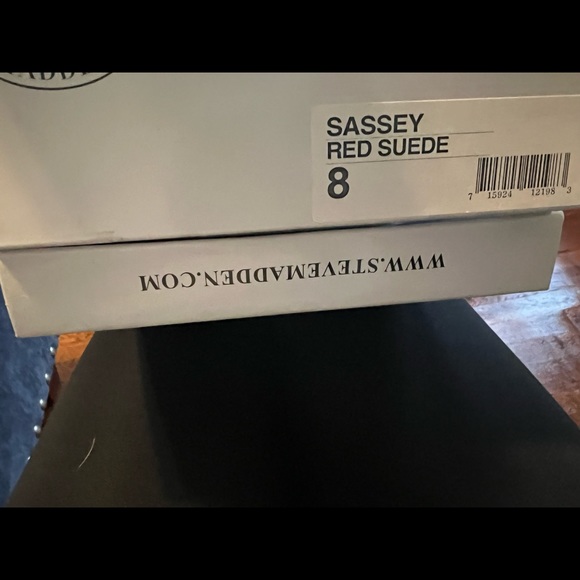 SASSEY
RED SUEDE
8
7 15924 12198 3
WWW.STEVEMADDEN.COM